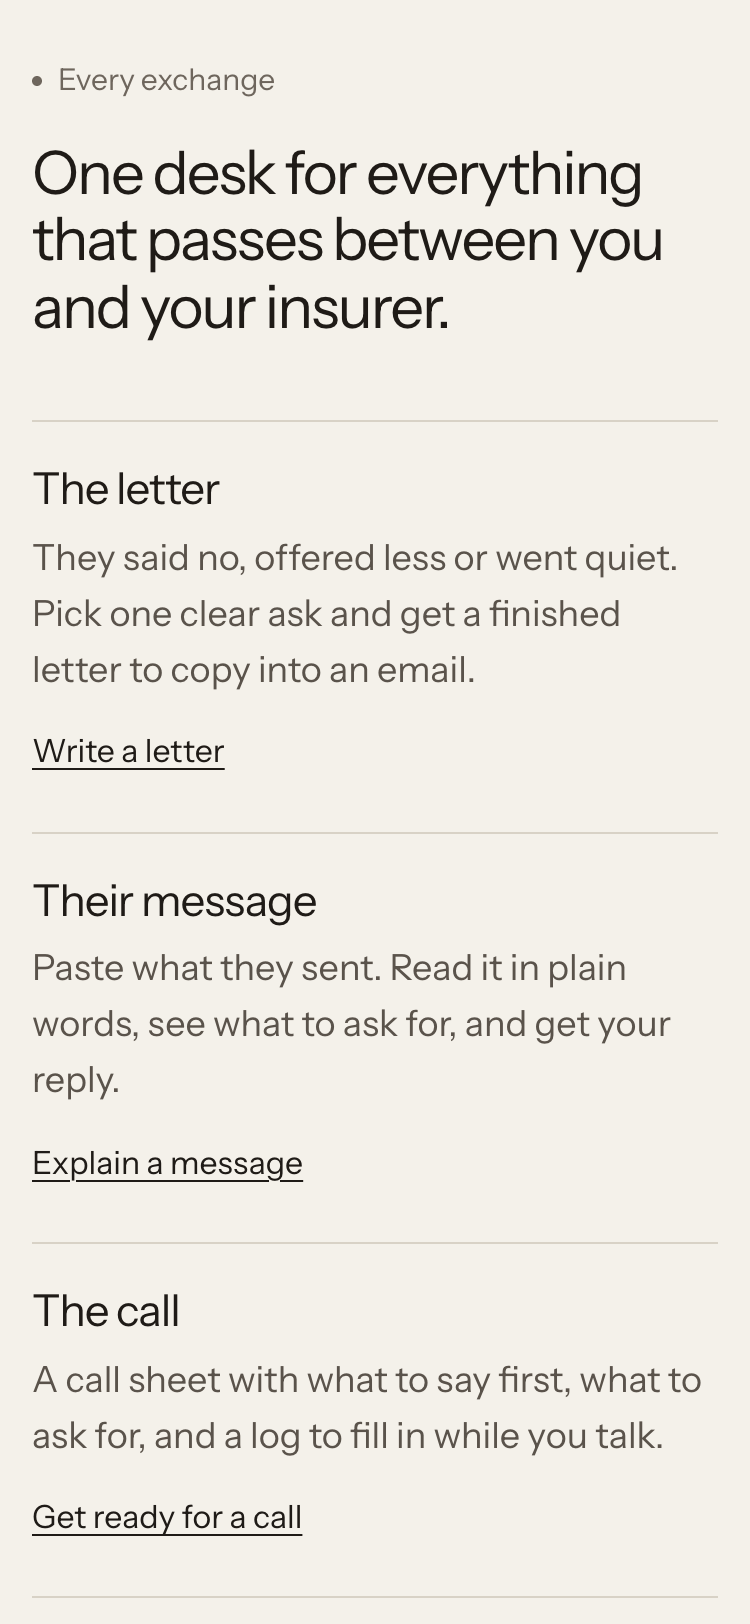 Every exchange
One desk for everything
that passes between you
and your insurer.
The letter
They said no, offered less or went quiet.
Pick one clear ask and get a finished
letter to copy into an email.
Write a letter
Their message
Paste what they sent. Read it in plain
words, see what to ask for, and get your
reply.
Explain a message
The call
A call sheet with what to say first, what to
ask for, and a log to fill in while you talk.
Get ready for a call